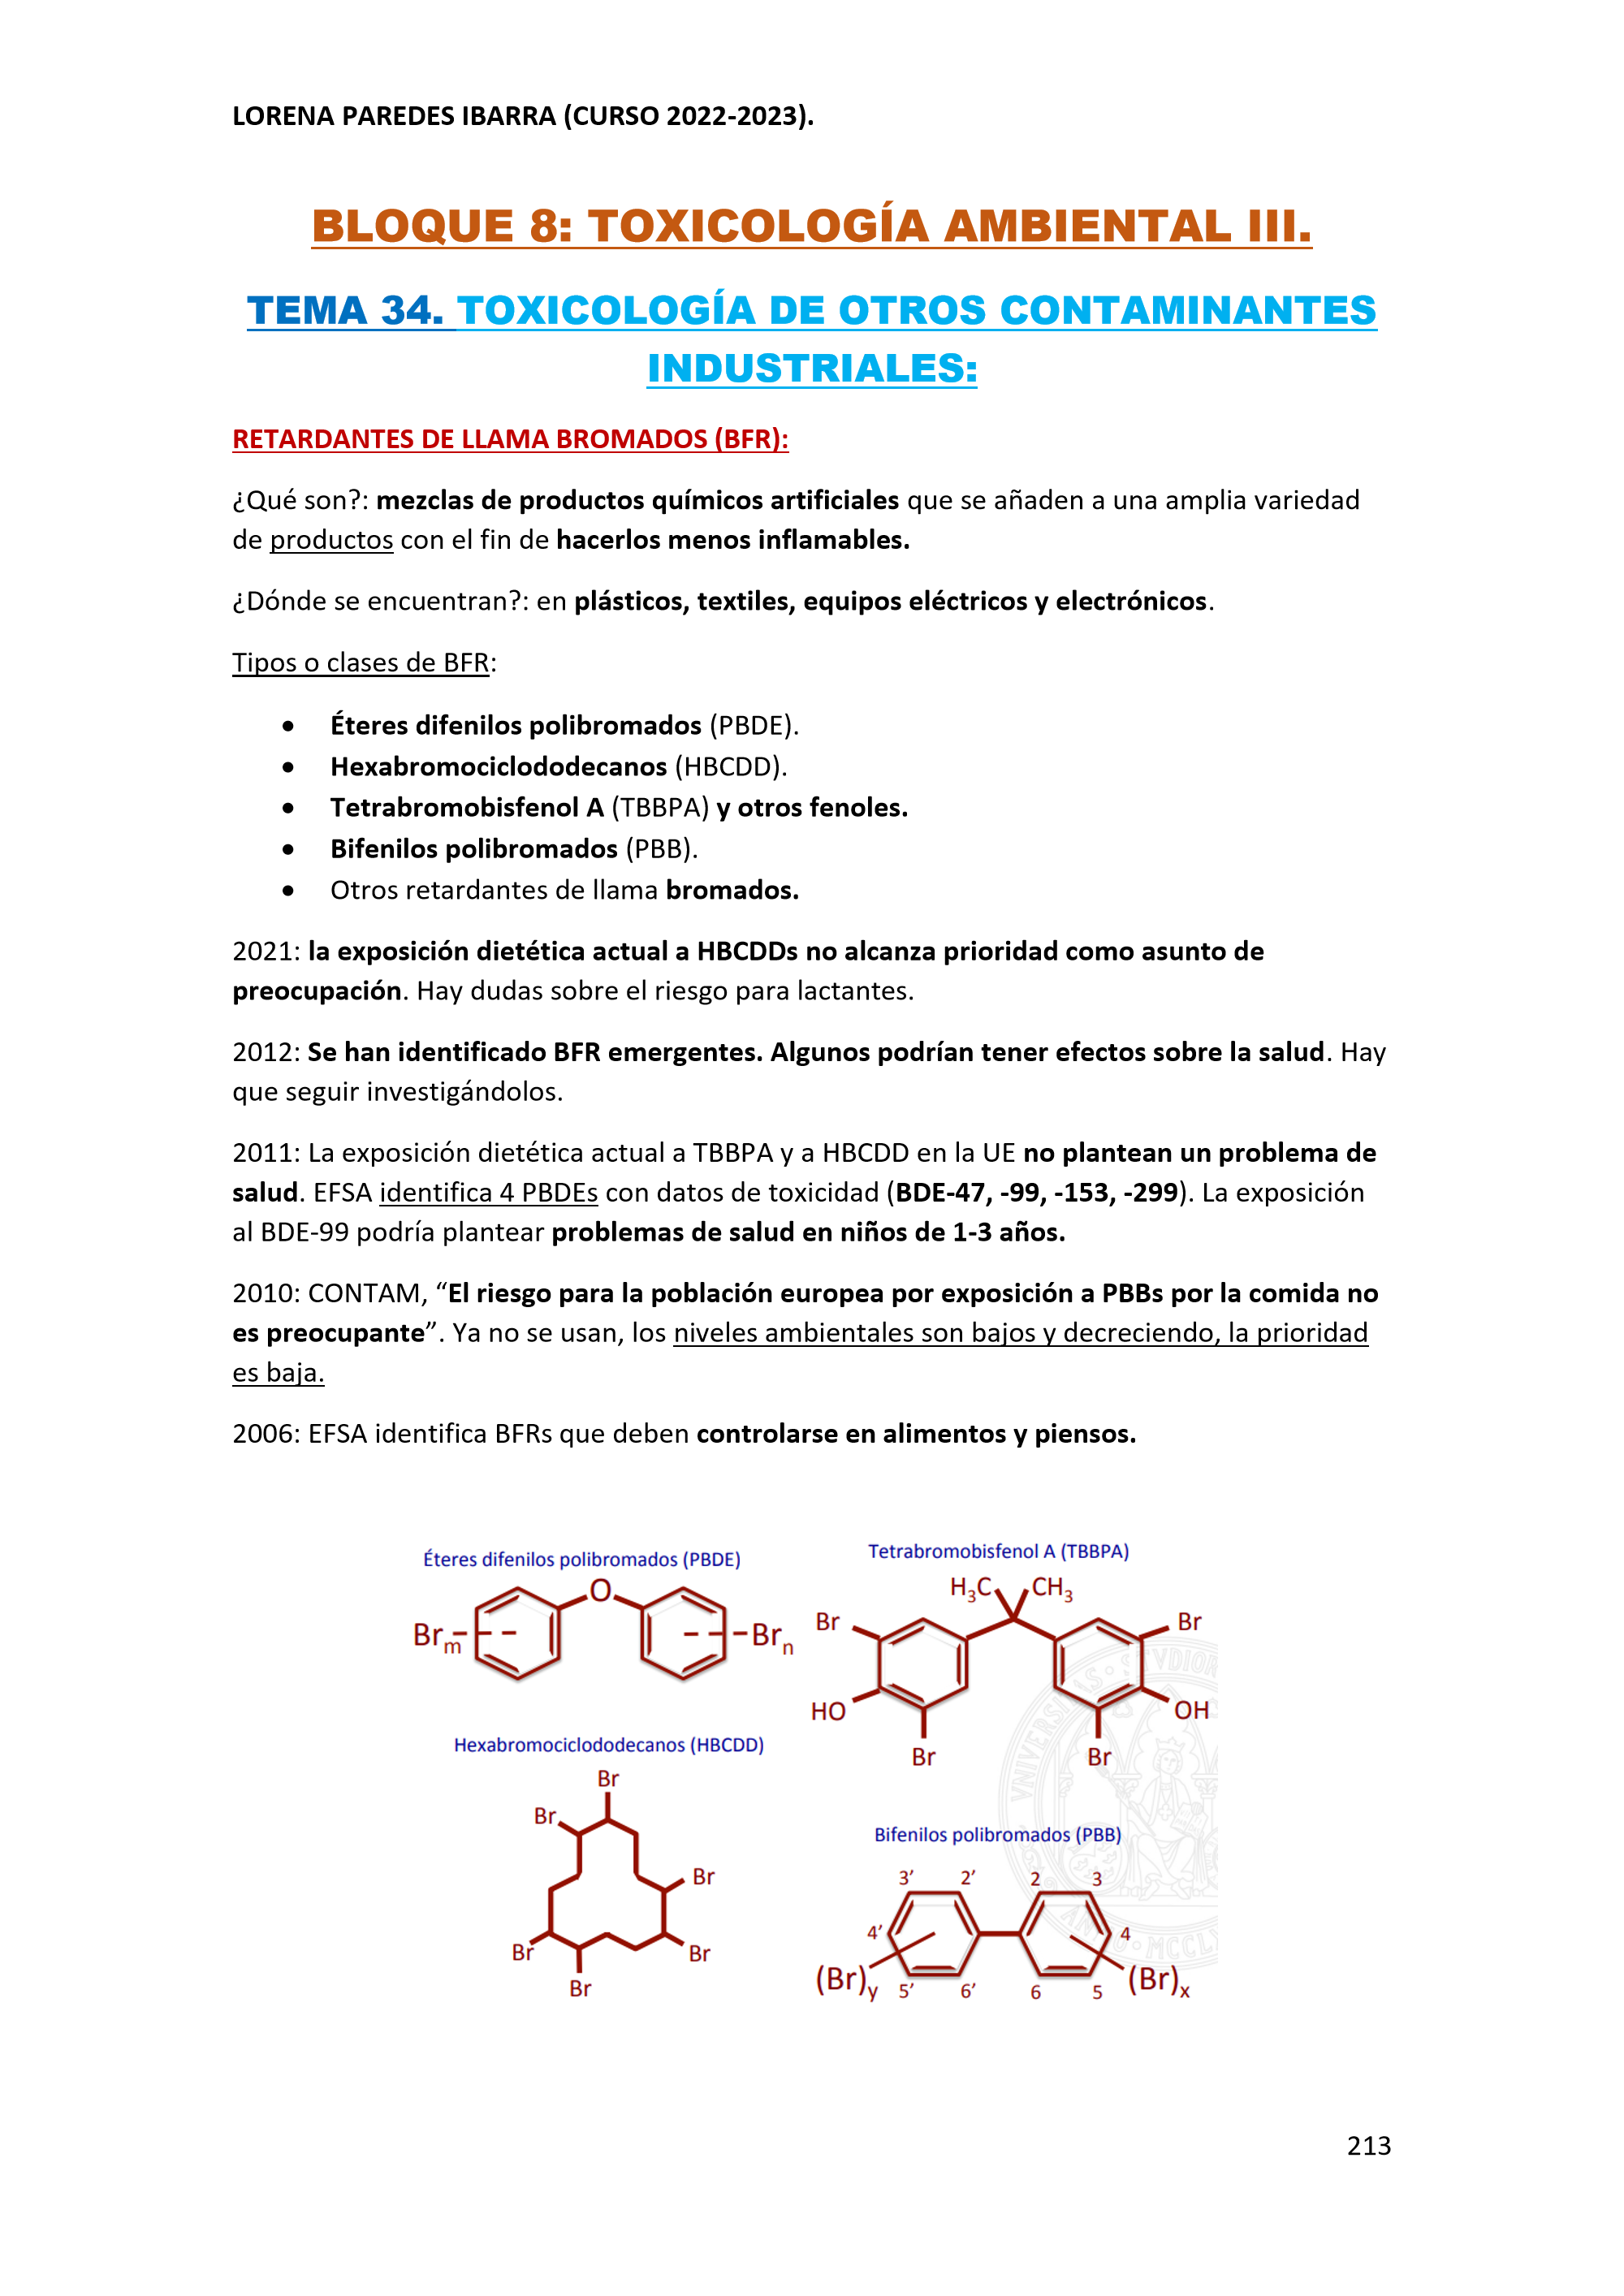 LORENA PAREDES IBARRA (CURSO 2022-2023).
BLOQUE 8: TOXICOLOGÍA AMBIENTAL III.
TEMA 34. TOXICOLOGÍA DE OTROS CONTAMINANTES
INDUSTRIALES:
RETARDANTES DE LLAMA BROMADOS (BFR):
¿Qué son?: mezclas de productos químicos artificiales que se añaden a una amplia variedad
de productos con el fin de hacerlos menos inflamables.
¿Dónde se encuentran?: en plásticos, textiles, equipos eléctricos y electrónicos.
Tipos o clases de BFR:
• Éteres difenilos polibromados (PBDE).
• Hexabromociclododecanos (HBCDD).
• Tetrabromobisfenol A (TBBPA) y otros fenoles.
• Bifenilos polibromados (PBB).
• Otros retardantes de llama bromados.
2021: la exposición dietética actual a HBCDDs no alcanza prioridad como asunto de
preocupación. Hay dudas sobre el riesgo para lactantes.
2012: Se han identificado BFR emergentes. Algunos podrían tener efectos sobre la salud. Hay
que seguir investigándolos.
2011: La exposición dietética actual a TBBPA y a HBCDD en la UE no plantean un problema de
salud. EFSA identifica 4 PBDEs con datos de toxicidad (BDE-47, -99, -153, -299). La exposición
al BDE-99 podría plantear problemas de salud en niños de 1-3 años.
2010: CONTAM, “El riesgo para la población europea por exposición a PBBs por la comida no
es preocupante”. Ya no se usan, los niveles ambientales son bajos y decreciendo, la prioridad
es baja.
2006: EFSA identifica BFRs que deben controlarse en alimentos y piensos.
Éteres difenilos polibromados (PBDE)
O
Brm Brn
Tetrabromobisfenol A (TBBPA)
H3C CH3
Br Br
HO OH
Br Br
Hexabromociclododecanos (HBCDD)
Br
Br
Br
Br Br
Br
Bifenilos polibromados (PBB)
3’ 2’ 2 3
4’ 4
(Br)y 5’ 6’ 6 5 (Br)x
213